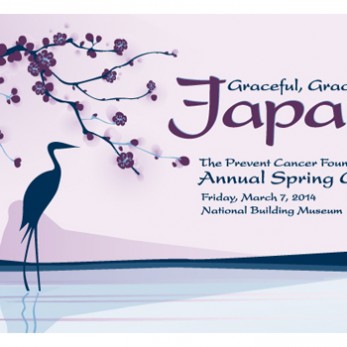 Graceful, Grac
Japa
The Prevent Cancer Foun
Annual Spring G
Friday, March 7, 2014
National Building Museum